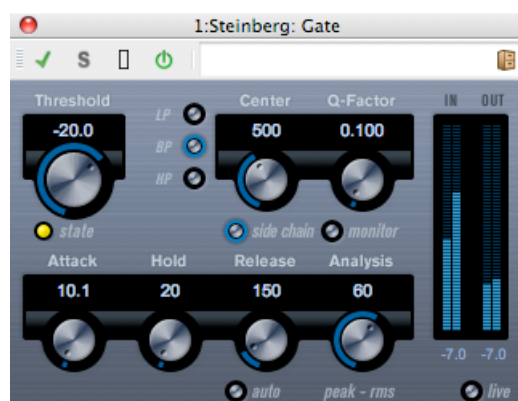 1:Steinberg: Gate
S
Threshold
-20.0
LP
BP
HP
Center
500
Q-Factor
0.100
IN
OUT
state
side chain
monitor
Attack
10.1
Hold
20
Release
150
Analysis
60
auto
peak - rms
-7.0
-7.0
live